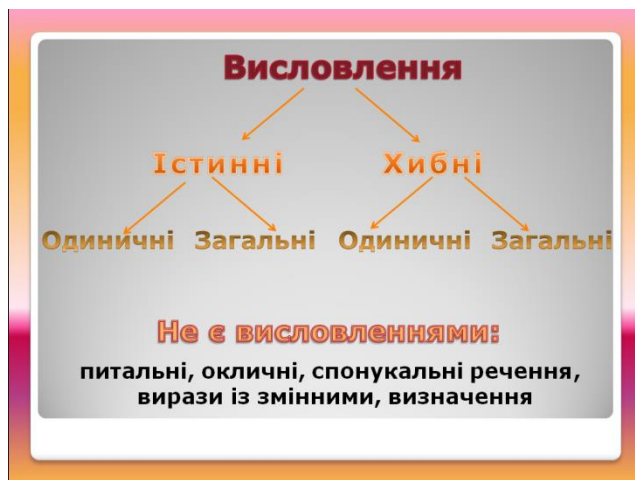 Висловлення
Істинні Хибні
Одиничні Загальні Одиничні Загальні
Не є висловленнями:
питальні, окличні, спонукальні речення,
вирази із змінними, визначення